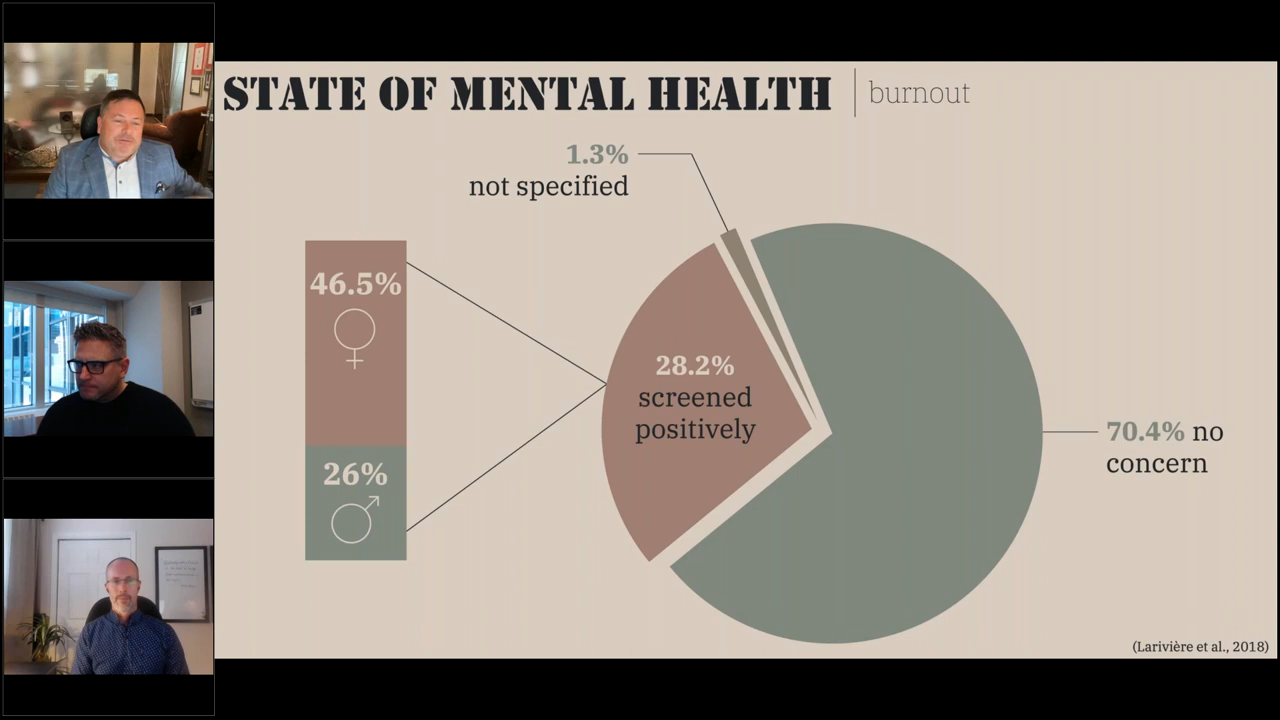 STATE OF MENTAL HEALTH
burnout
1.3%
not specified
46.5%
26%
28.2%
screened
positively
70.4% no
concern
(Larivière et al., 2018)